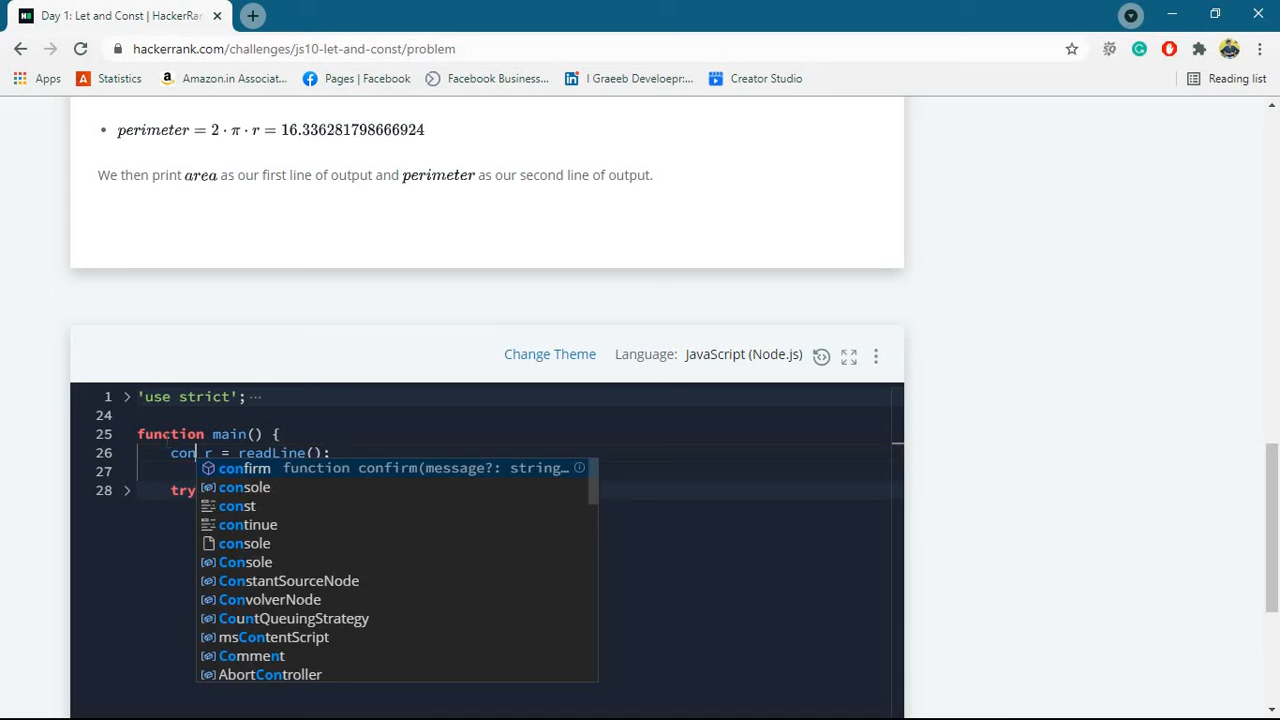 Day 1: Let and Const | HackerRan
hackerrank.com/challenges/js10-let-and-const/problem
Apps
Statistics
Amazon.in Associat...
Pages | Facebook
Facebook Business...
I Graeeb Develoepr:...
Creator Studio
Reading list
perimeter = 2 · π · r = 16.336281798666924
We then print area as our first line of output and perimeter as our second line of output.
Change Theme Language: JavaScript (Node.js)
1 'use strict'; ···
24
25 function main() {
26 con r = readLine();
confirm function confirm(message?: string…
27
console
28 try
const
continue
console
Console
ConstantSourceNode
ConvolverNode
CountQueuingStrategy
msContentScript
Comment
AbortController